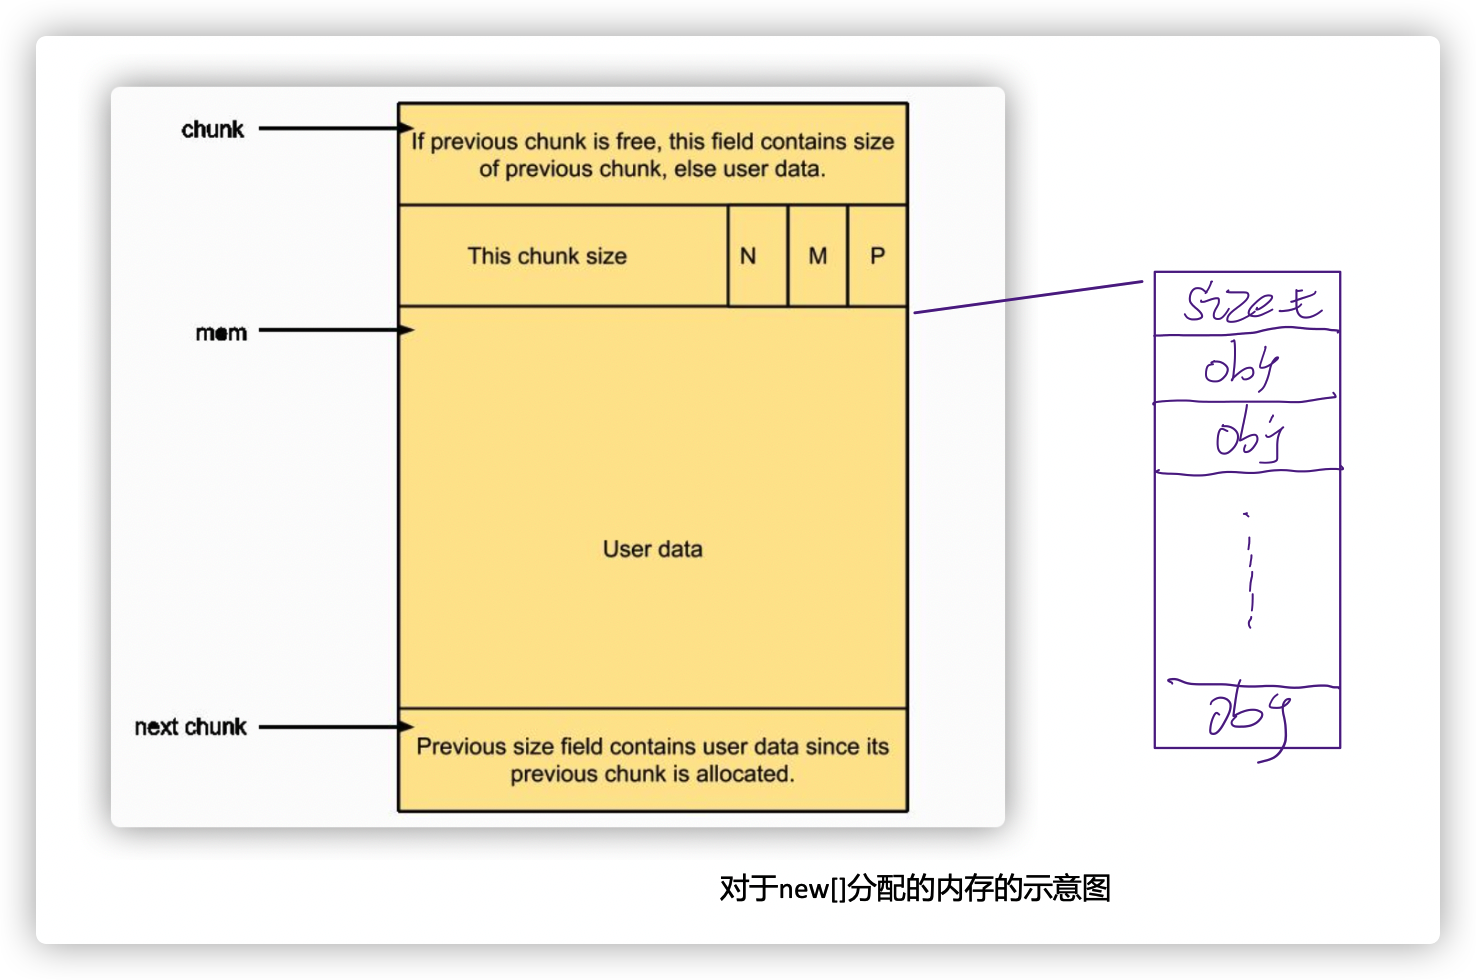 chunk
If previous chunk is free, this field contains size
of previous chunk, else user data.
This chunk size
N
M
P
mem
User data
next chunk
Previous size field contains user data since its
previous chunk is allocated.
size_t
obj
obj
obj
对于new[]分配的内存的示意图